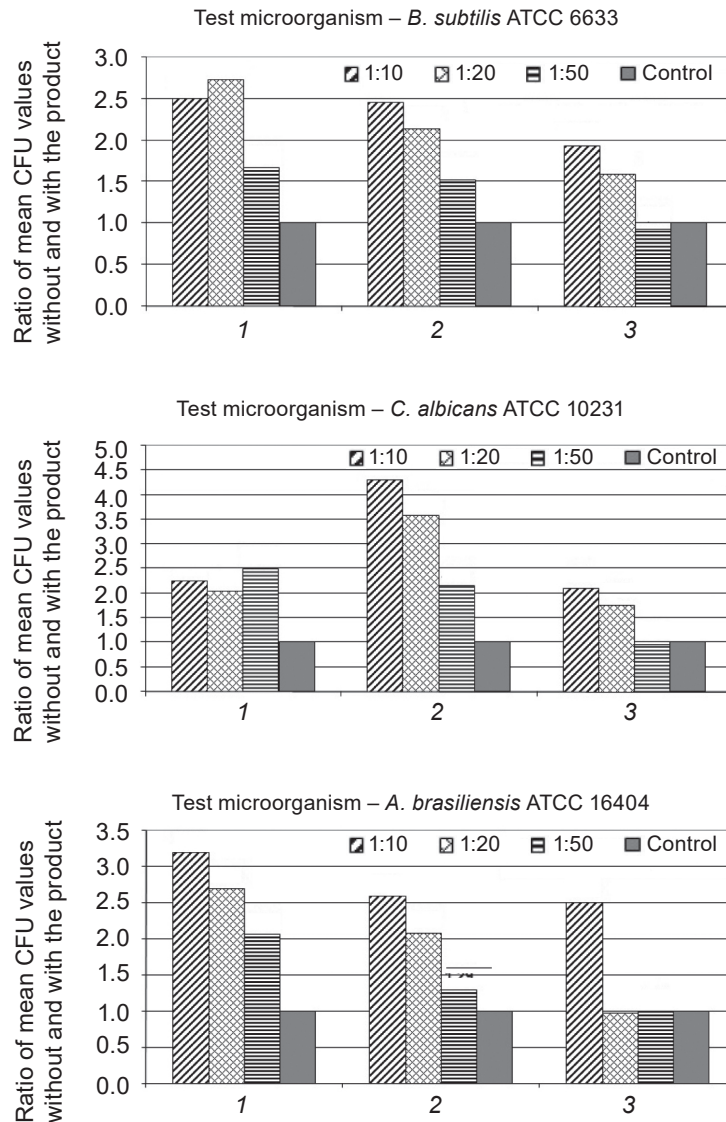 Test microorganism – B. subtilis ATCC 6633
Ratio of mean CFU values
without and with the product
3.0
2.5
2.0
1.5
1.0
0.5
0.0
1:10 1:20 1:50 Control
1 2 3
Test microorganism – C. albicans ATCC 10231
Ratio of mean CFU values
without and with the product
5.0
4.5
4.0
3.5
3.0
2.5
2.0
1.5
1.0
0.5
0.0
1:10 1:20 1:50 Control
1 2 3
Test microorganism – A. brasiliensis ATCC 16404
Ratio of mean CFU values
without and with the product
3.5
3.0
2.5
2.0
1.5
1.0
0.5
0.0
1:10 1:20 1:50 Control
1 2 3